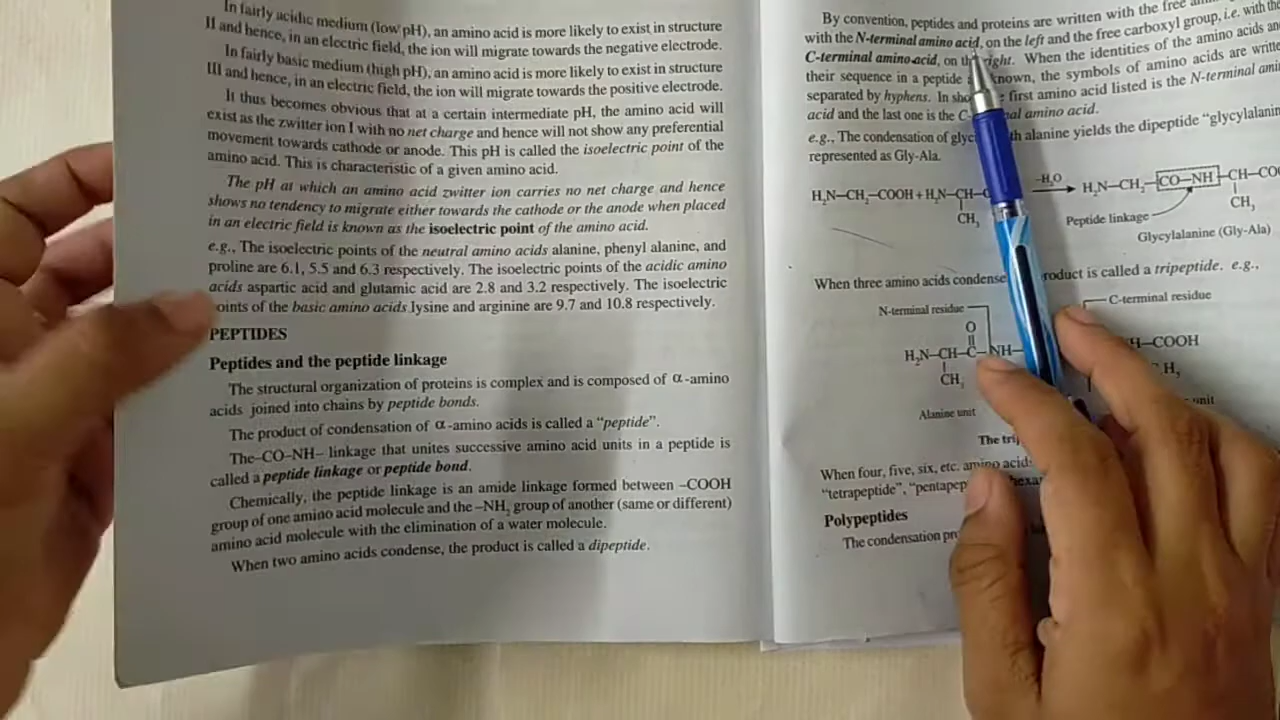 In fairly acidic medium (low pH), an amino acid is more likely to exist in structure
II and hence, in an electric field, the ion will migrate towards the negative electrode.
In fairly basic medium (high pH), an amino acid is more likely to exist in structure
III and hence, in an electric field, the ion will migrate towards the positive electrode.
It thus becomes obvious that at a certain intermediate pH, the amino acid will
exist as the zwitter ion I with no net charge and hence will not show any preferential
movement towards cathode or anode. This pH is called the isoelectric point of the
amino acid. This is characteristic of a given amino acid.
The pH at which an amino acid zwitter ion carries no net charge and hence
shows no tendency to migrate either towards the cathode or the anode when placed
in an electric field is known as the isoelectric point of the amino acid.
e.g., The isoelectric points of the neutral amino acids alanine, phenyl alanine, and
proline are 6.1, 5.5 and 6.3 respectively. The isoelectric points of the acidic amino
acids aspartic acid and glutamic acid are 2.8 and 3.2 respectively. The isoelectric
oints of the basic amino acids lysine and arginine are 9.7 and 10.8 respectively.
PEPTIDES
Peptides and the peptide linkage
The structural organization of proteins is complex and is composed of α-amino
acids joined into chains by peptide bonds.
The product of condensation of α-amino acids is called a “peptide”.
The–CO–NH– linkage that unites successive amino acid units in a peptide is
called a peptide linkage or peptide bond.
Chemically, the peptide linkage is an amide linkage formed between –COOH
group of one amino acid molecule and the –NH₂ group of another (same or different)
amino acid molecule with the elimination of a water molecule.
When two amino acids condense, the product is called a dipeptide.
By convention, peptides and proteins are written with the free
with the N-terminal amino acid, on the left and the free carboxyl group, i.e. with the
C-terminal amino acid, on right. When the identities of the amino acids
their sequence in a peptide known, the symbols of amino acids are
separated by hyphens. In first amino acid listed is the N-terminal
acid and the last one is the amino acid.
e.g., The condensation of alanine yields the dipeptide
represented as Gly-Ala.
H₂N–CH₂–COOH + H₂N–CH– –H₂O H₂N–CH₂–CO–NH–CH–
CH₃ CH₃
Peptide linkage
Glycylalanine (Gly-Ala)
When three amino acids product is called a tripeptide. e.g.,
N-terminal residue C-terminal residue
O
H₂N–CH–C–NH– –COOH
CH₃
Alanine unit unit
The
When four, five, six, etc. amino
“tetrapeptide”,
Polypeptides
The condensation